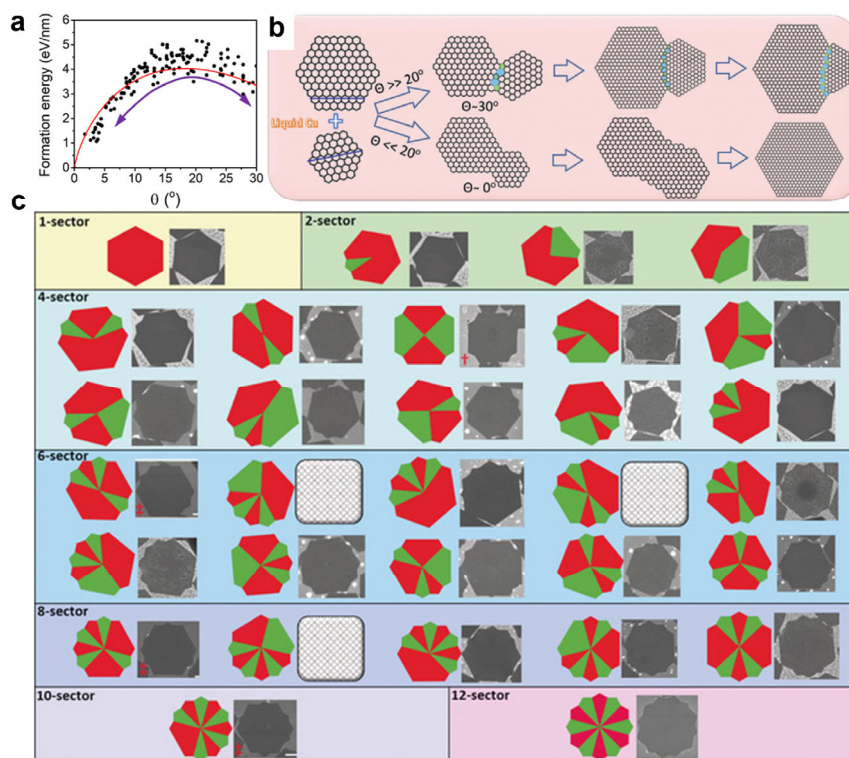 a
Formation energy (eV/nm)
6
5
4
3
2
1
0
0 5 10 15 20 25 30
θ (°)
b
Liquid Cu
+
Θ >> 20°
Θ << 20°
Θ~30°
Θ~ 0°
c
1-sector
2-sector
4-sector
†
6-sector
8-sector
10-sector
12-sector